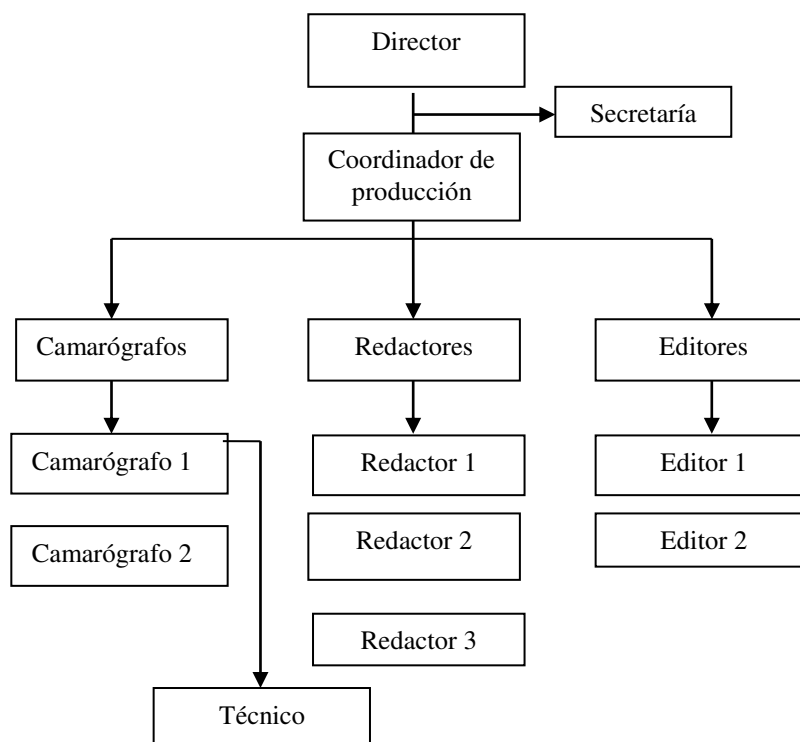 Director
Secretaría
Coordinador de
producción
Camarógrafos
Redactores
Editores
Camarógrafo 1
Redactor 1
Editor 1
Camarógrafo 2
Redactor 2
Editor 2
Redactor 3
Técnico